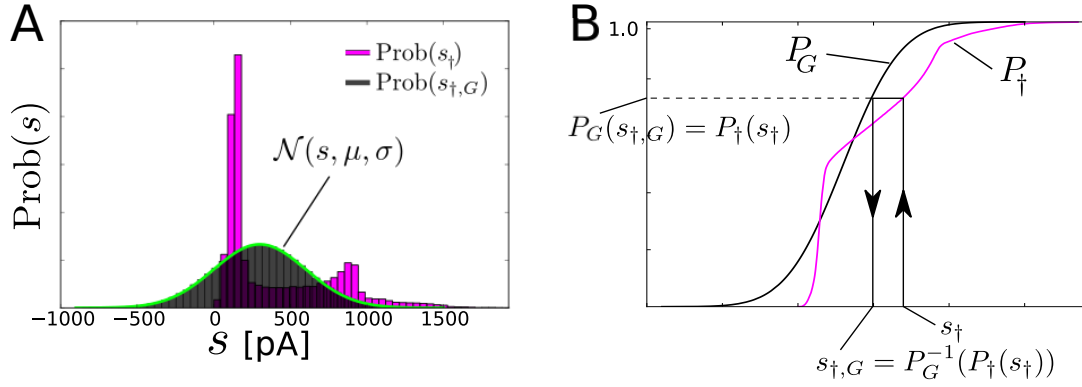 A
Prob(s)
Prob(s†)
Prob(s†,G)
𝒩(s, μ, σ)
−1000 −500 0 500 1000 1500
s [pA]
B
1.0
P_G
P†
P_G(s†,G) = P†(s†)
s†
s†,G = P_G^{-1}(P†(s†))